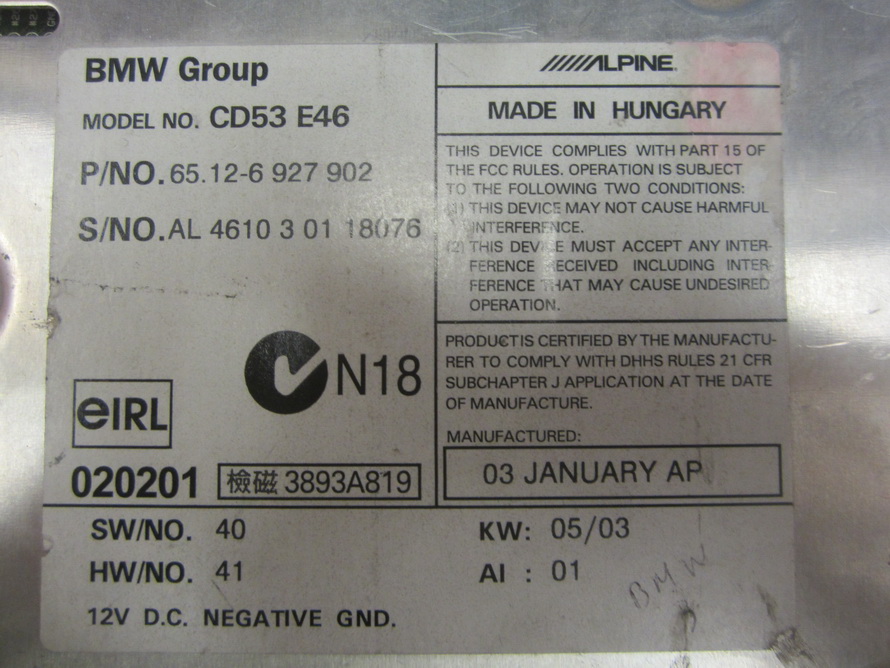 BMW Group
MODEL NO. CD53 E46
P/NO. 65.12-6 927 902
S/NO. AL 4610 3 01 18076
N18
eIRL
020201
檢磁 3893A819
ALPINE
MADE IN HUNGARY
THIS DEVICE COMPLIES WITH PART 15 OF
THE FCC RULES. OPERATION IS SUBJECT
TO THE FOLLOWING TWO CONDITIONS:
(1) THIS DEVICE MAY NOT CAUSE HARMFUL
INTERFERENCE.
(2) THIS DEVICE MUST ACCEPT ANY INTER-
FERENCE RECEIVED INCLUDING INTER-
FERENCE THAT MAY CAUSE UNDESIRED
OPERATION.
PRODUCT IS CERTIFIED BY THE MANUFACTU-
RER TO COMPLY WITH DHHS RULES 21 CFR
SUBCHAPTER J APPLICATION AT THE DATE
OF MANUFACTURE.
MANUFACTURED:
03 JANUARY AP
SW/NO. 40
HW/NO. 41
12V D.C. NEGATIVE GND.
KW: 05/03
AI : 01
BMW